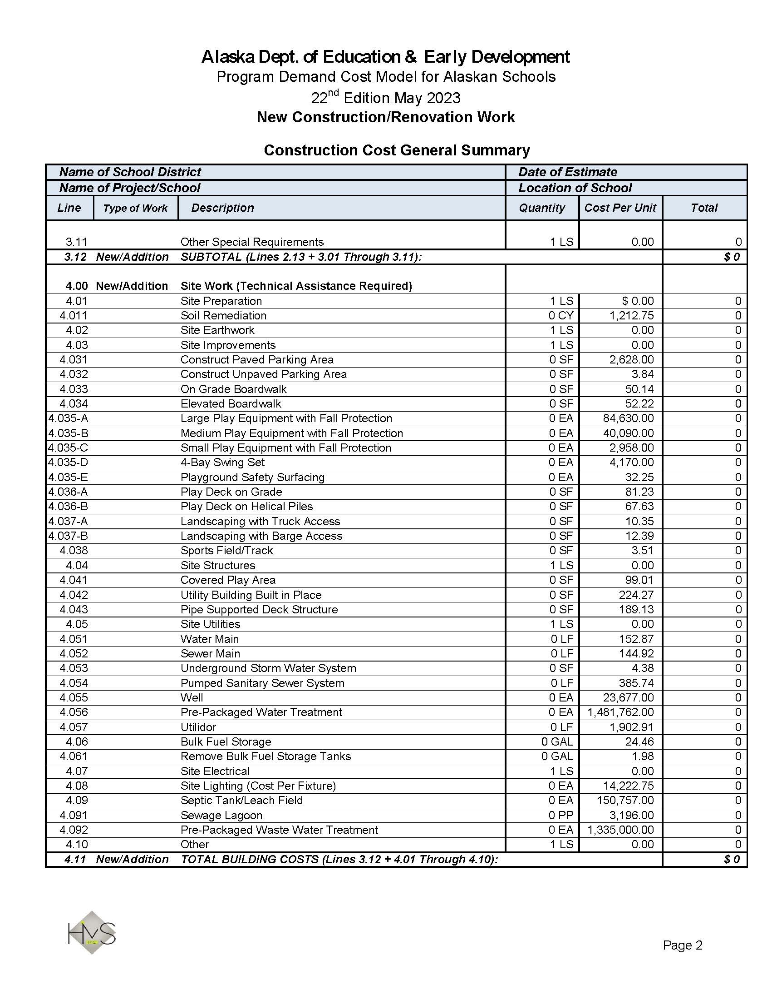 Alaska Dept. of Education & Early Development
Program Demand Cost Model for Alaskan Schools
22nd Edition May 2023
New Construction/Renovation Work
Construction Cost General Summary
Name of School District Date of Estimate
Name of Project/School Location of School
Line Type of Work Description Quantity Cost Per Unit Total
3.11 Other Special Requirements 1 LS 0.00 0
3.12 New/Addition SUBTOTAL (Lines 2.13 + 3.01 Through 3.11): $ 0
4.00 New/Addition Site Work (Technical Assistance Required)
4.01 Site Preparation 1 LS $ 0.00 0
4.011 Soil Remediation 0 CY 1,212.75 0
4.02 Site Earthwork 1 LS 0.00 0
4.03 Site Improvements 1 LS 0.00 0
4.031 Construct Paved Parking Area 0 SF 2,628.00 0
4.032 Construct Unpaved Parking Area 0 SF 3.84 0
4.033 On Grade Boardwalk 0 SF 50.14 0
4.034 Elevated Boardwalk 0 SF 52.22 0
4.035-A Large Play Equipment with Fall Protection 0 EA 84,630.00 0
4.035-B Medium Play Equipment with Fall Protection 0 EA 40,090.00 0
4.035-C Small Play Equipment with Fall Protection 0 EA 2,958.00 0
4.035-D 4-Bay Swing Set 0 EA 4,170.00 0
4.035-E Playground Safety Surfacing 0 EA 32.25 0
4.036-A Play Deck on Grade 0 SF 81.23 0
4.036-B Play Deck on Helical Piles 0 SF 67.63 0
4.037-A Landscaping with Truck Access 0 SF 10.35 0
4.037-B Landscaping with Barge Access 0 SF 12.39 0
4.038 Sports Field/Track 0 SF 3.51 0
4.04 Site Structures 1 LS 0.00 0
4.041 Covered Play Area 0 SF 99.01 0
4.042 Utility Building Built in Place 0 SF 224.27 0
4.043 Pipe Supported Deck Structure 0 SF 189.13 0
4.05 Site Utilities 1 LS 0.00 0
4.051 Water Main 0 LF 152.87 0
4.052 Sewer Main 0 LF 144.92 0
4.053 Underground Storm Water System 0 SF 4.38 0
4.054 Pumped Sanitary Sewer System 0 LF 385.74 0
4.055 Well 0 EA 23,677.00 0
4.056 Pre-Packaged Water Treatment 0 EA 1,481,762.00 0
4.057 Utilidor 0 LF 1,902.91 0
4.06 Bulk Fuel Storage 0 GAL 24.46 0
4.061 Remove Bulk Fuel Storage Tanks 0 GAL 1.98 0
4.07 Site Electrical 1 LS 0.00 0
4.08 Site Lighting (Cost Per Fixture) 0 EA 14,222.75 0
4.09 Septic Tank/Leach Field 0 EA 150,757.00 0
4.091 Sewage Lagoon 0 PP 3,196.00 0
4.092 Pre-Packaged Waste Water Treatment 0 EA 1,335,000.00 0
4.10 Other 1 LS 0.00 0
4.11 New/Addition TOTAL BUILDING COSTS (Lines 3.12 + 4.01 Through 4.10): $ 0
HMS
INC.
Page 2